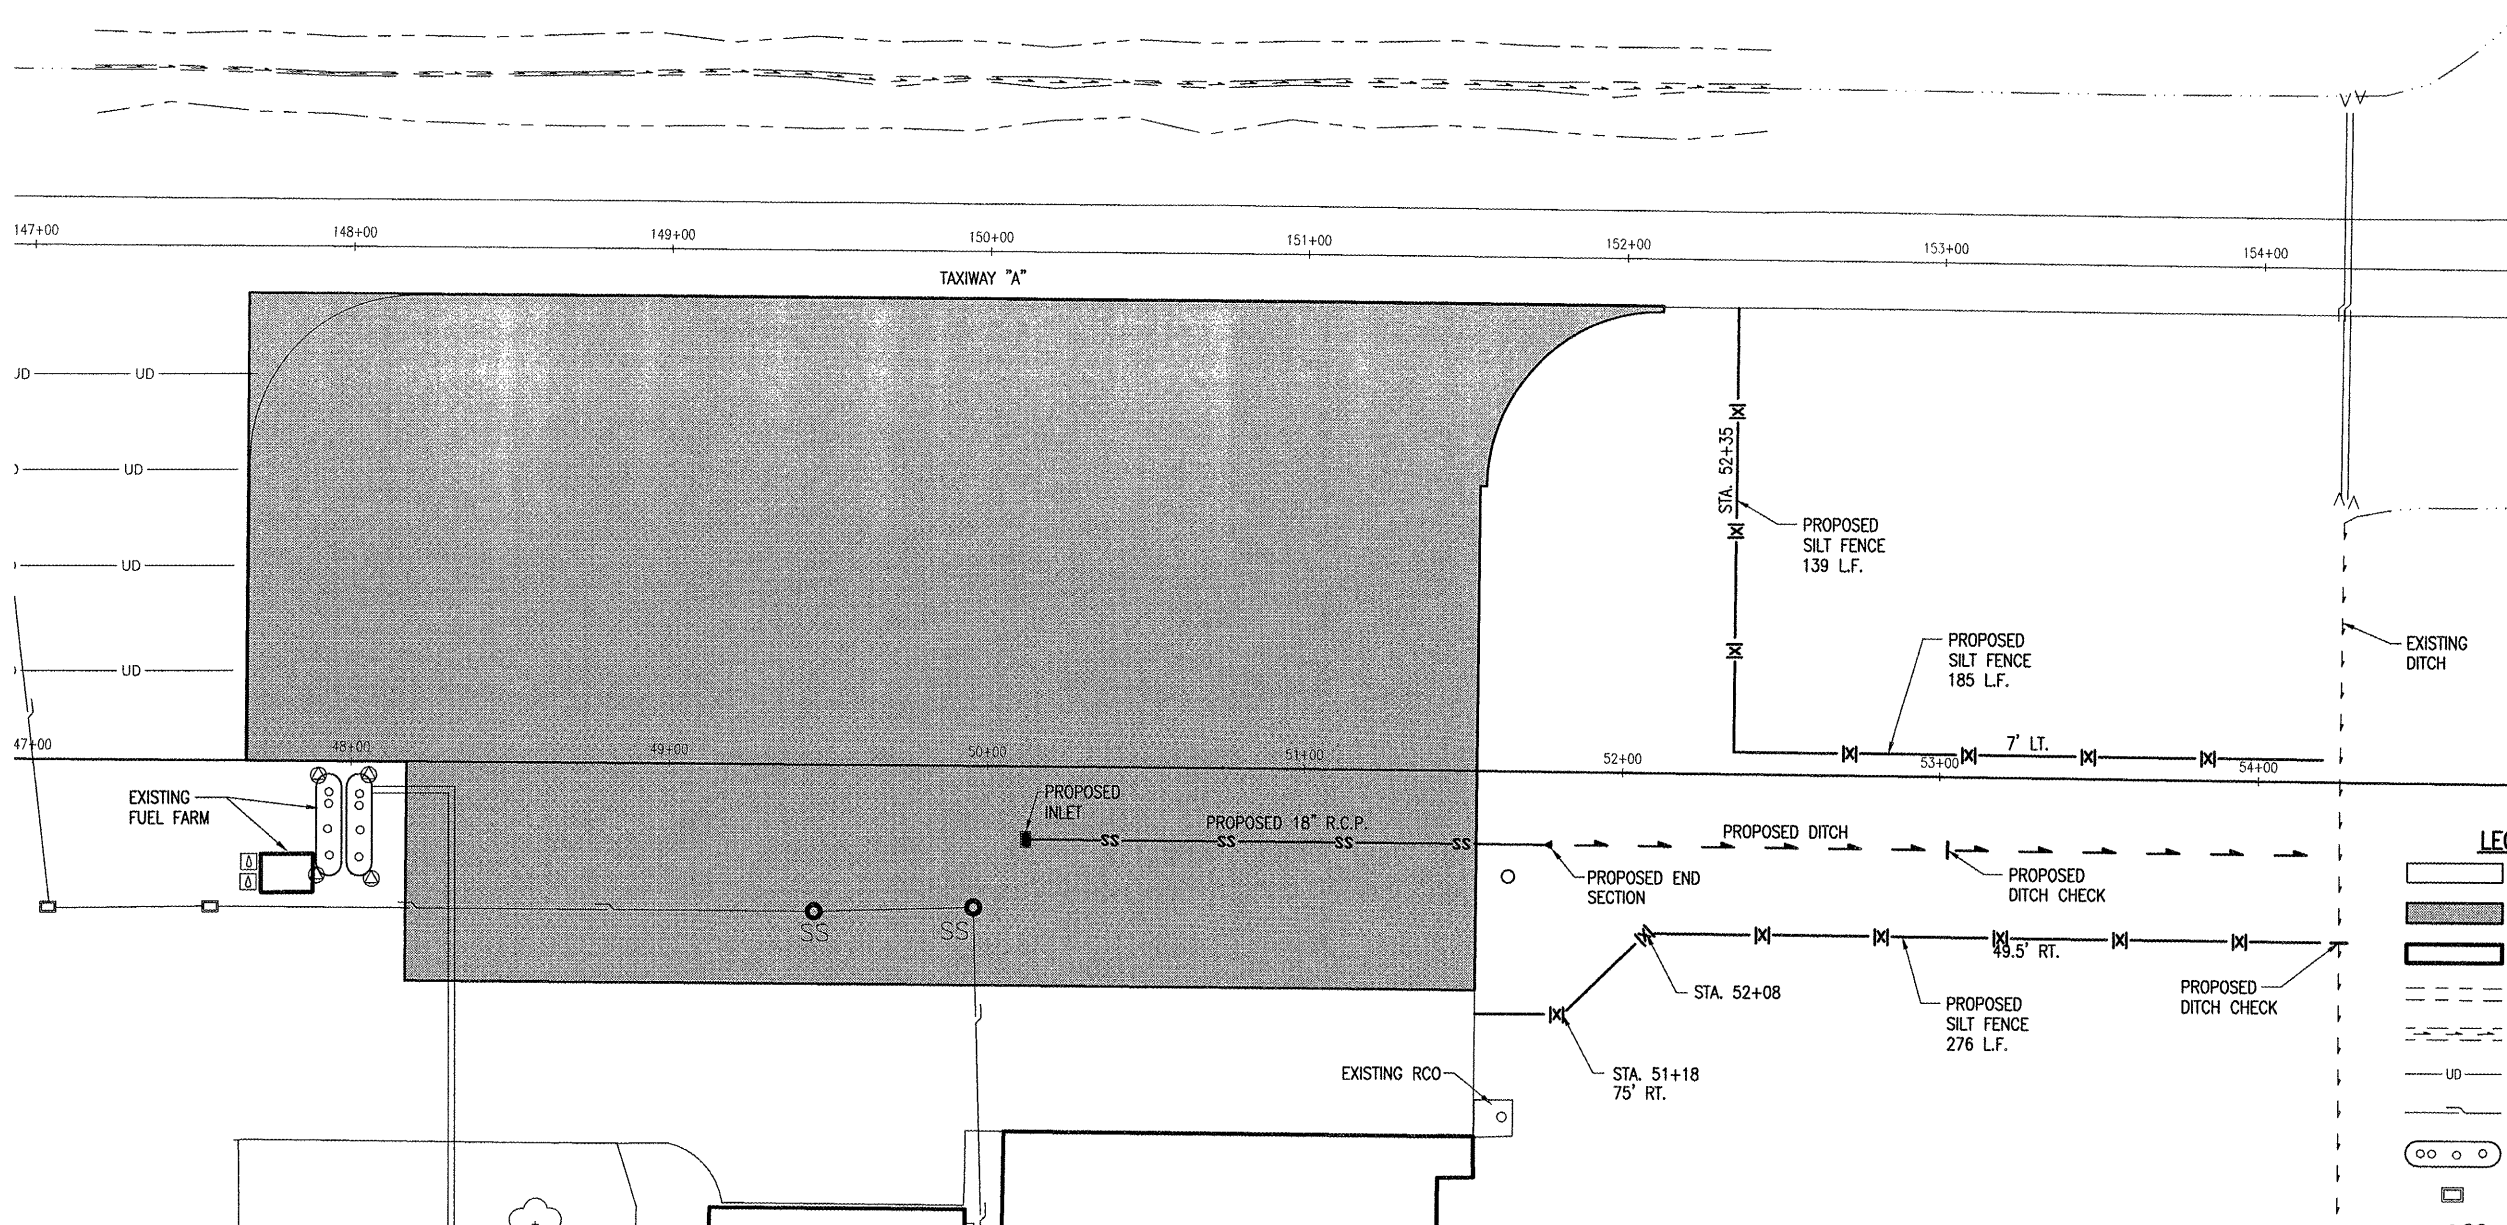 147+00
148+00
149+00
150+00
151+00
152+00
153+00
154+00
TAXIWAY "A"
UD
UD
UD
UD
STA. 52+35
PROPOSED
SILT FENCE
139 L.F.
PROPOSED
SILT FENCE
185 L.F.
EXISTING
DITCH
7' LT.
47+00
48+00
49+00
50+00
51+00
52+00
53+00
54+00
EXISTING
FUEL FARM
PROPOSED
INLET
PROPOSED 18" R.C.P.
SS
SS
SS
SS
PROPOSED DITCH
PROPOSED END
SECTION
PROPOSED
DITCH CHECK
SS
SS
49.5' RT.
STA. 52+08
PROPOSED
SILT FENCE
276 L.F.
PROPOSED
DITCH CHECK
EXISTING RCO
STA. 51+18
75' RT.
UD